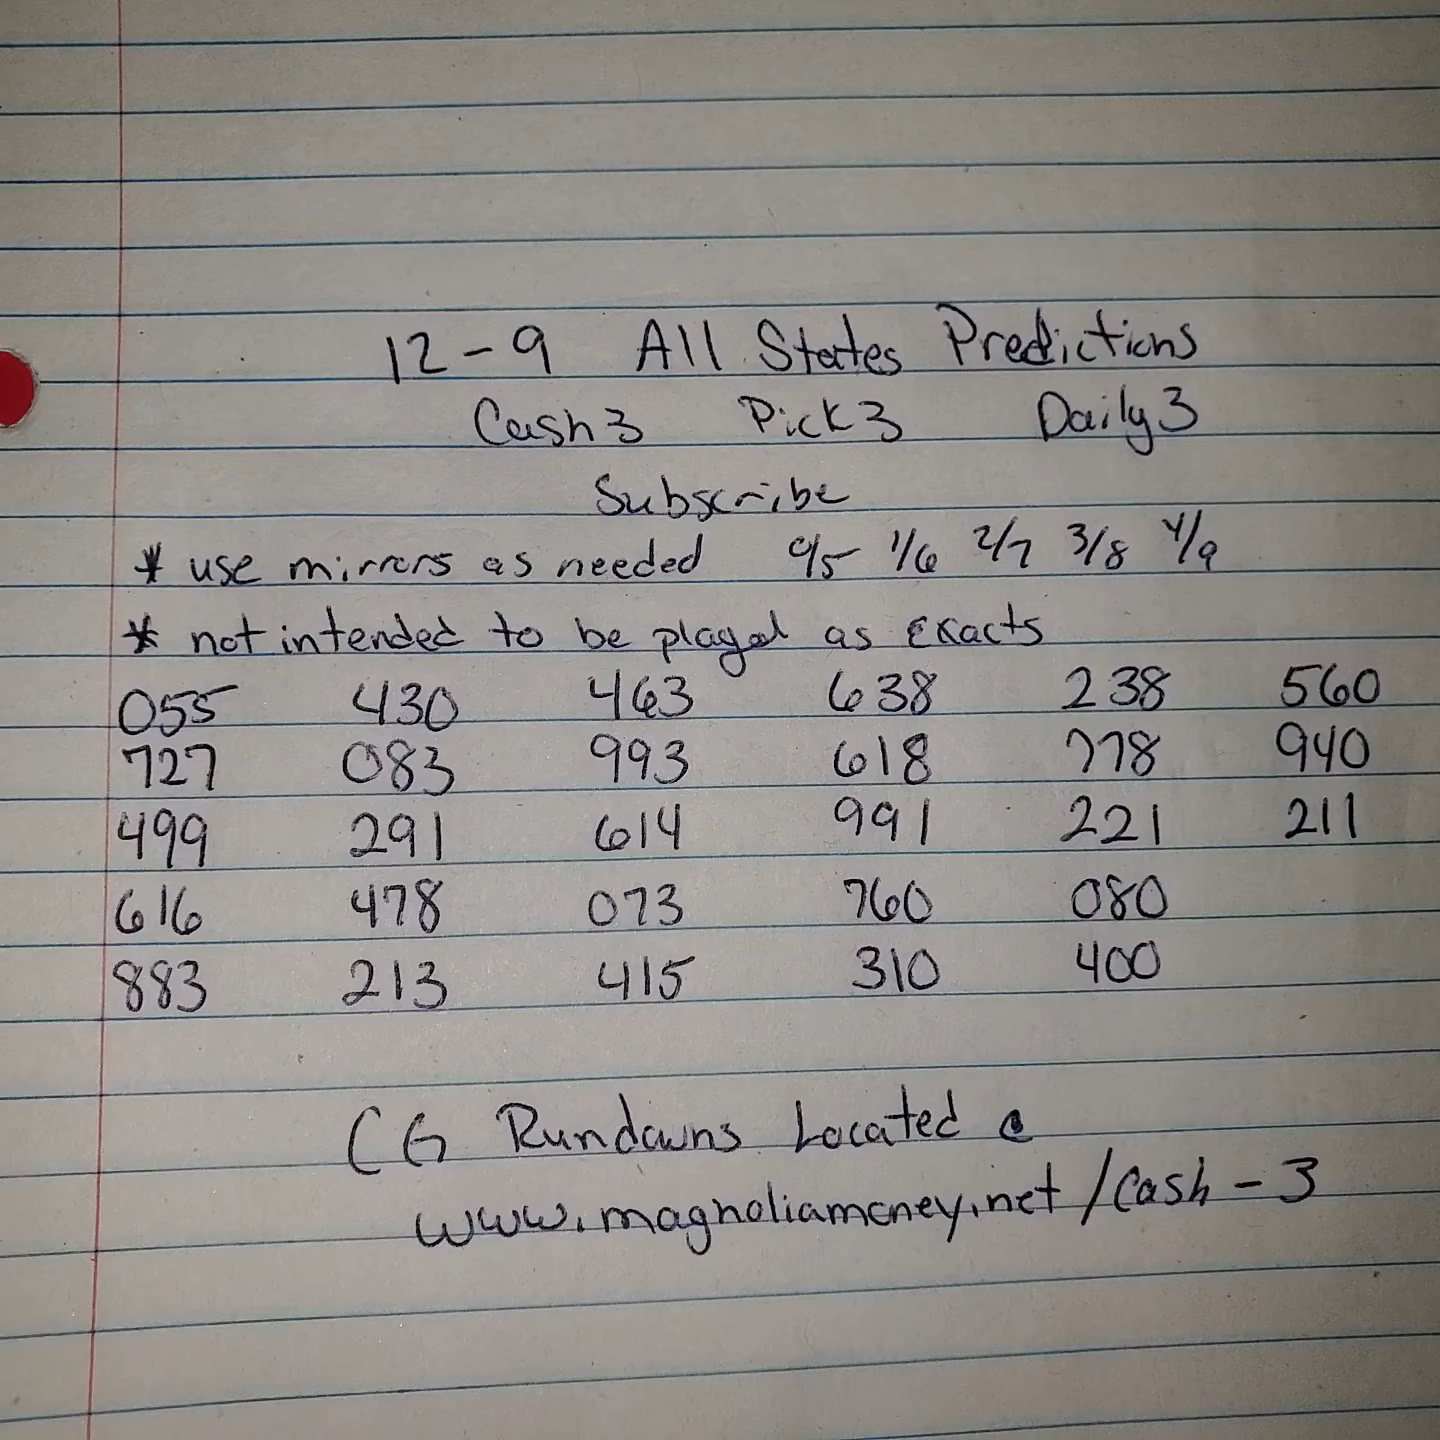 12-9 All States Predictions
Cash 3 Pick 3 Daily 3
Subscribe
* use mirrors as needed 0/5 1/6 2/7 3/8 4/9
* not intended to be played as Exacts
055 430 463 638 238 560
727 083 993 618 778 940
499 291 614 991 221 211
616 478 073 760 080
883 213 415 310 400
CG Rundowns Located @
www.magnoliamoney.net/Cash-3